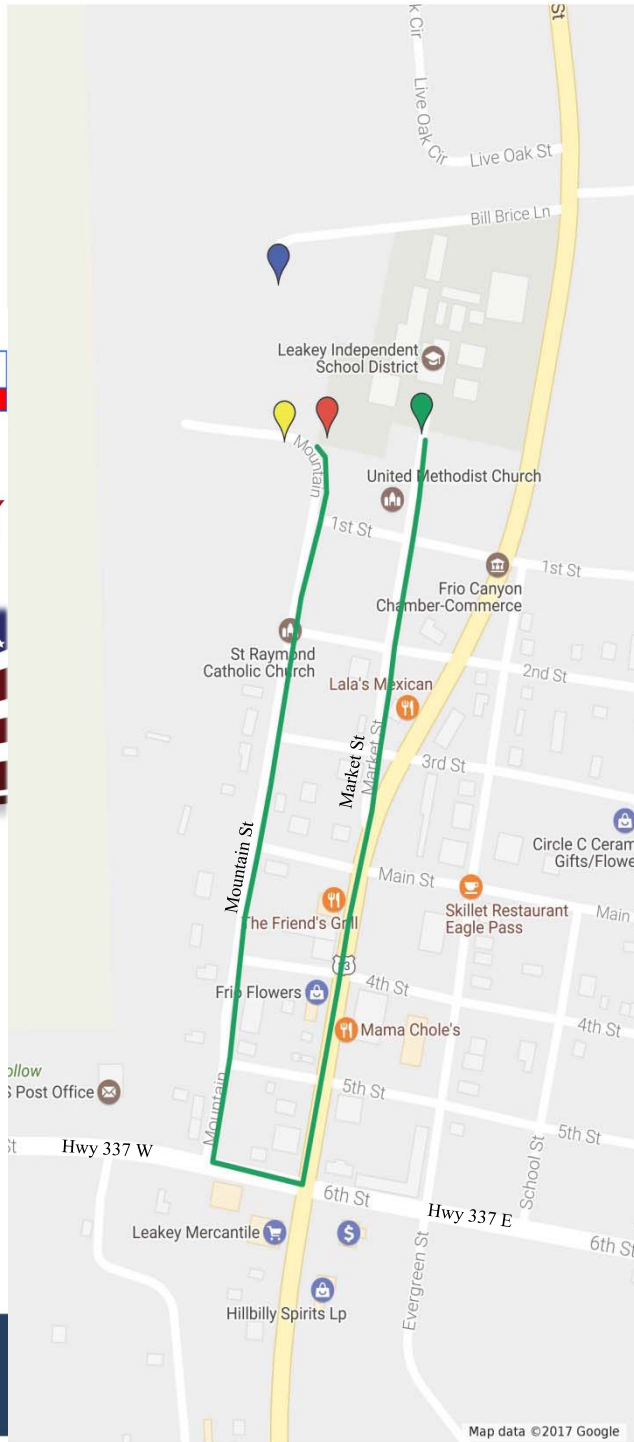 St
k Cir
Live Oak Cir
Live Oak St
Bill Brice Ln
Leakey Independent
School District
Mountain
United Methodist Church
1st St
Frio Canyon
Chamber-Commerce
1st St
St Raymond
Catholic Church
2nd St
Lala's Mexican
Market St
Market St
3rd St
Circle C Ceram
Gifts/Flowe
Mountain St
Main St
Skillet Restaurant
Eagle Pass
Main
The Friend's Grill
83
4th St
Frio Flowers
4th St
Mama Chole's
ollow
S Post Office
5th St
5th St
Mountain
St
Hwy 337 W
School St
6th St
Hwy 337 E
6th St
Leakey Mercantile
$
Evergreen St
Hillbilly Spirits Lp
Map data ©2017 Google